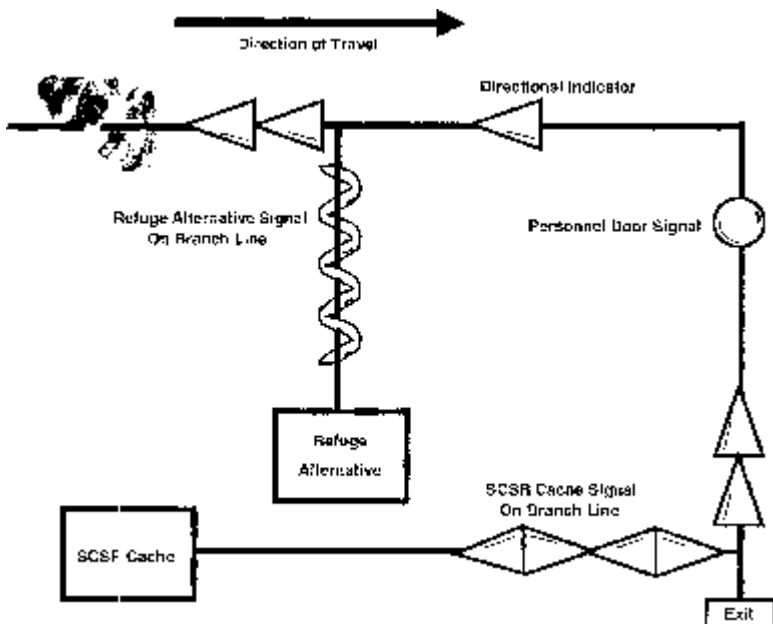 Direction of Travel
Directional Indicator
Refuge Alternative Signal
On Branch Line
Personnel Door Signal
Refuge
Alternative
SCSR Cache Signal
On Branch Line
SCSR Cache
Exit